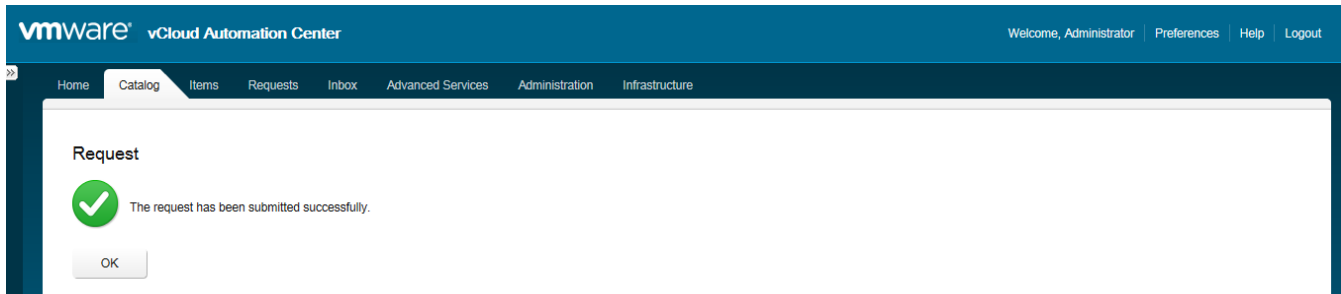 vmware® vCloud Automation Center
Welcome, Administrator Preferences Help Logout
»
Home Catalog Items Requests Inbox Advanced Services Administration Infrastructure
Request
The request has been submitted successfully.
OK